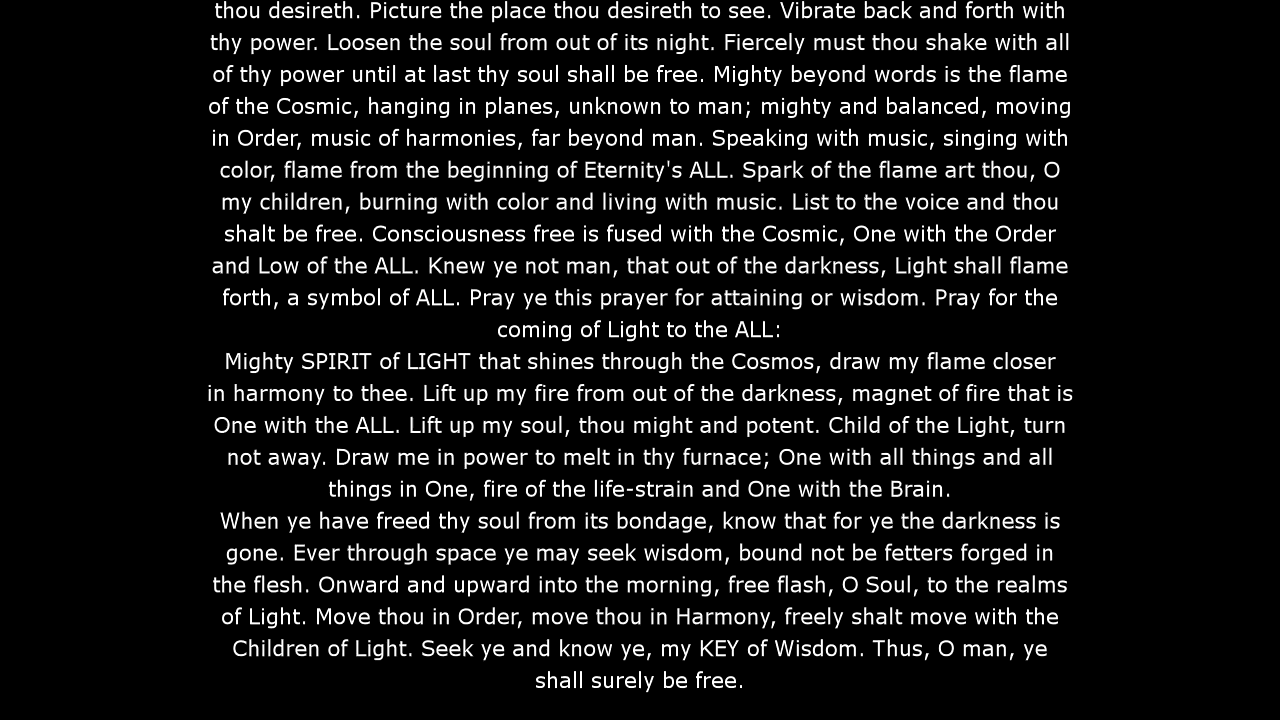 thou desireth. Picture the place thou desireth to see. Vibrate back and forth with
thy power. Loosen the soul from out of its night. Fiercely must thou shake with all
of thy power until at last thy soul shall be free. Mighty beyond words is the flame
of the Cosmic, hanging in planes, unknown to man; mighty and balanced, moving
in Order, music of harmonies, far beyond man. Speaking with music, singing with
color, flame from the beginning of Eternity's ALL. Spark of the flame art thou, O
my children, burning with color and living with music. List to the voice and thou
shalt be free. Consciousness free is fused with the Cosmic, One with the Order
and Low of the ALL. Knew ye not man, that out of the darkness, Light shall flame
forth, a symbol of ALL. Pray ye this prayer for attaining or wisdom. Pray for the
coming of Light to the ALL:
Mighty SPIRIT of LIGHT that shines through the Cosmos, draw my flame closer
in harmony to thee. Lift up my fire from out of the darkness, magnet of fire that is
One with the ALL. Lift up my soul, thou might and potent. Child of the Light, turn
not away. Draw me in power to melt in thy furnace; One with all things and all
things in One, fire of the life-strain and One with the Brain.
When ye have freed thy soul from its bondage, know that for ye the darkness is
gone. Ever through space ye may seek wisdom, bound not be fetters forged in
the flesh. Onward and upward into the morning, free flash, O Soul, to the realms
of Light. Move thou in Order, move thou in Harmony, freely shalt move with the
Children of Light. Seek ye and know ye, my KEY of Wisdom. Thus, O man, ye
shall surely be free.